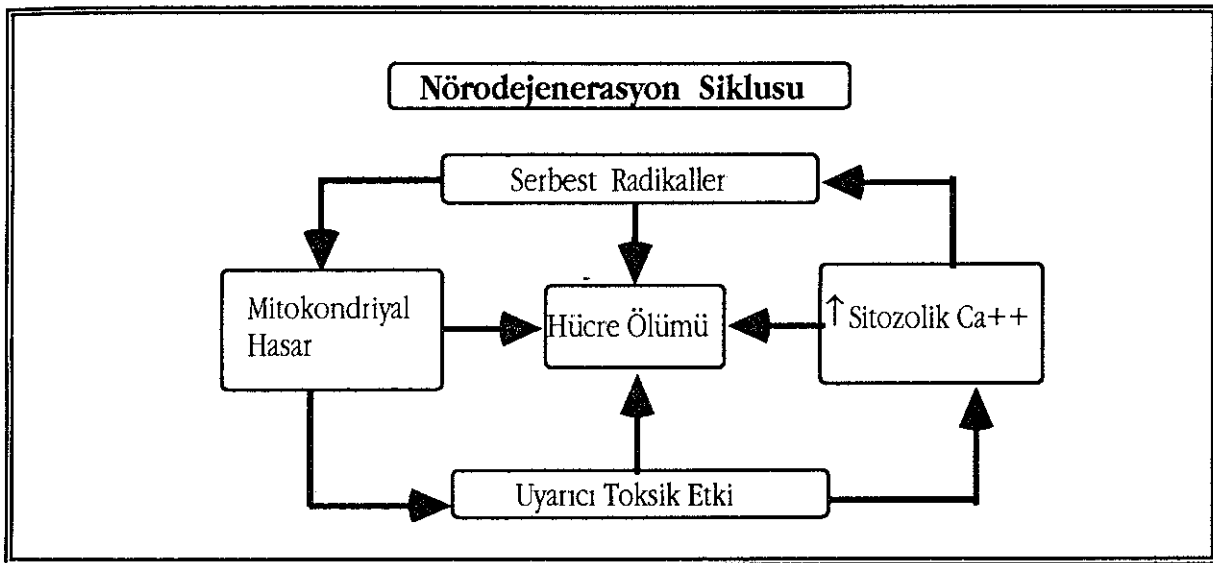 Nörodejenerasyon Siklusu
Serbest Radikaller
Mitokondriyal
Hasar
Hücre Ölümü
↑ Sitozolik Ca++
Uyarıcı Toksik Etki